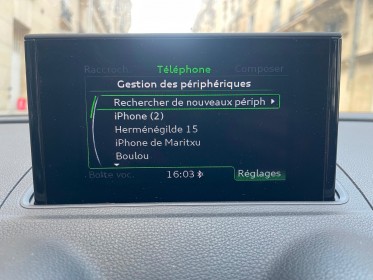 Raccroch. Téléphone Composer
Gestion des périphériques
Rechercher de nouveaux périph
iPhone (2)
Herménégilde 15
iPhone de Maritxu
Boulou
Boîte voc. 16:03 Réglages